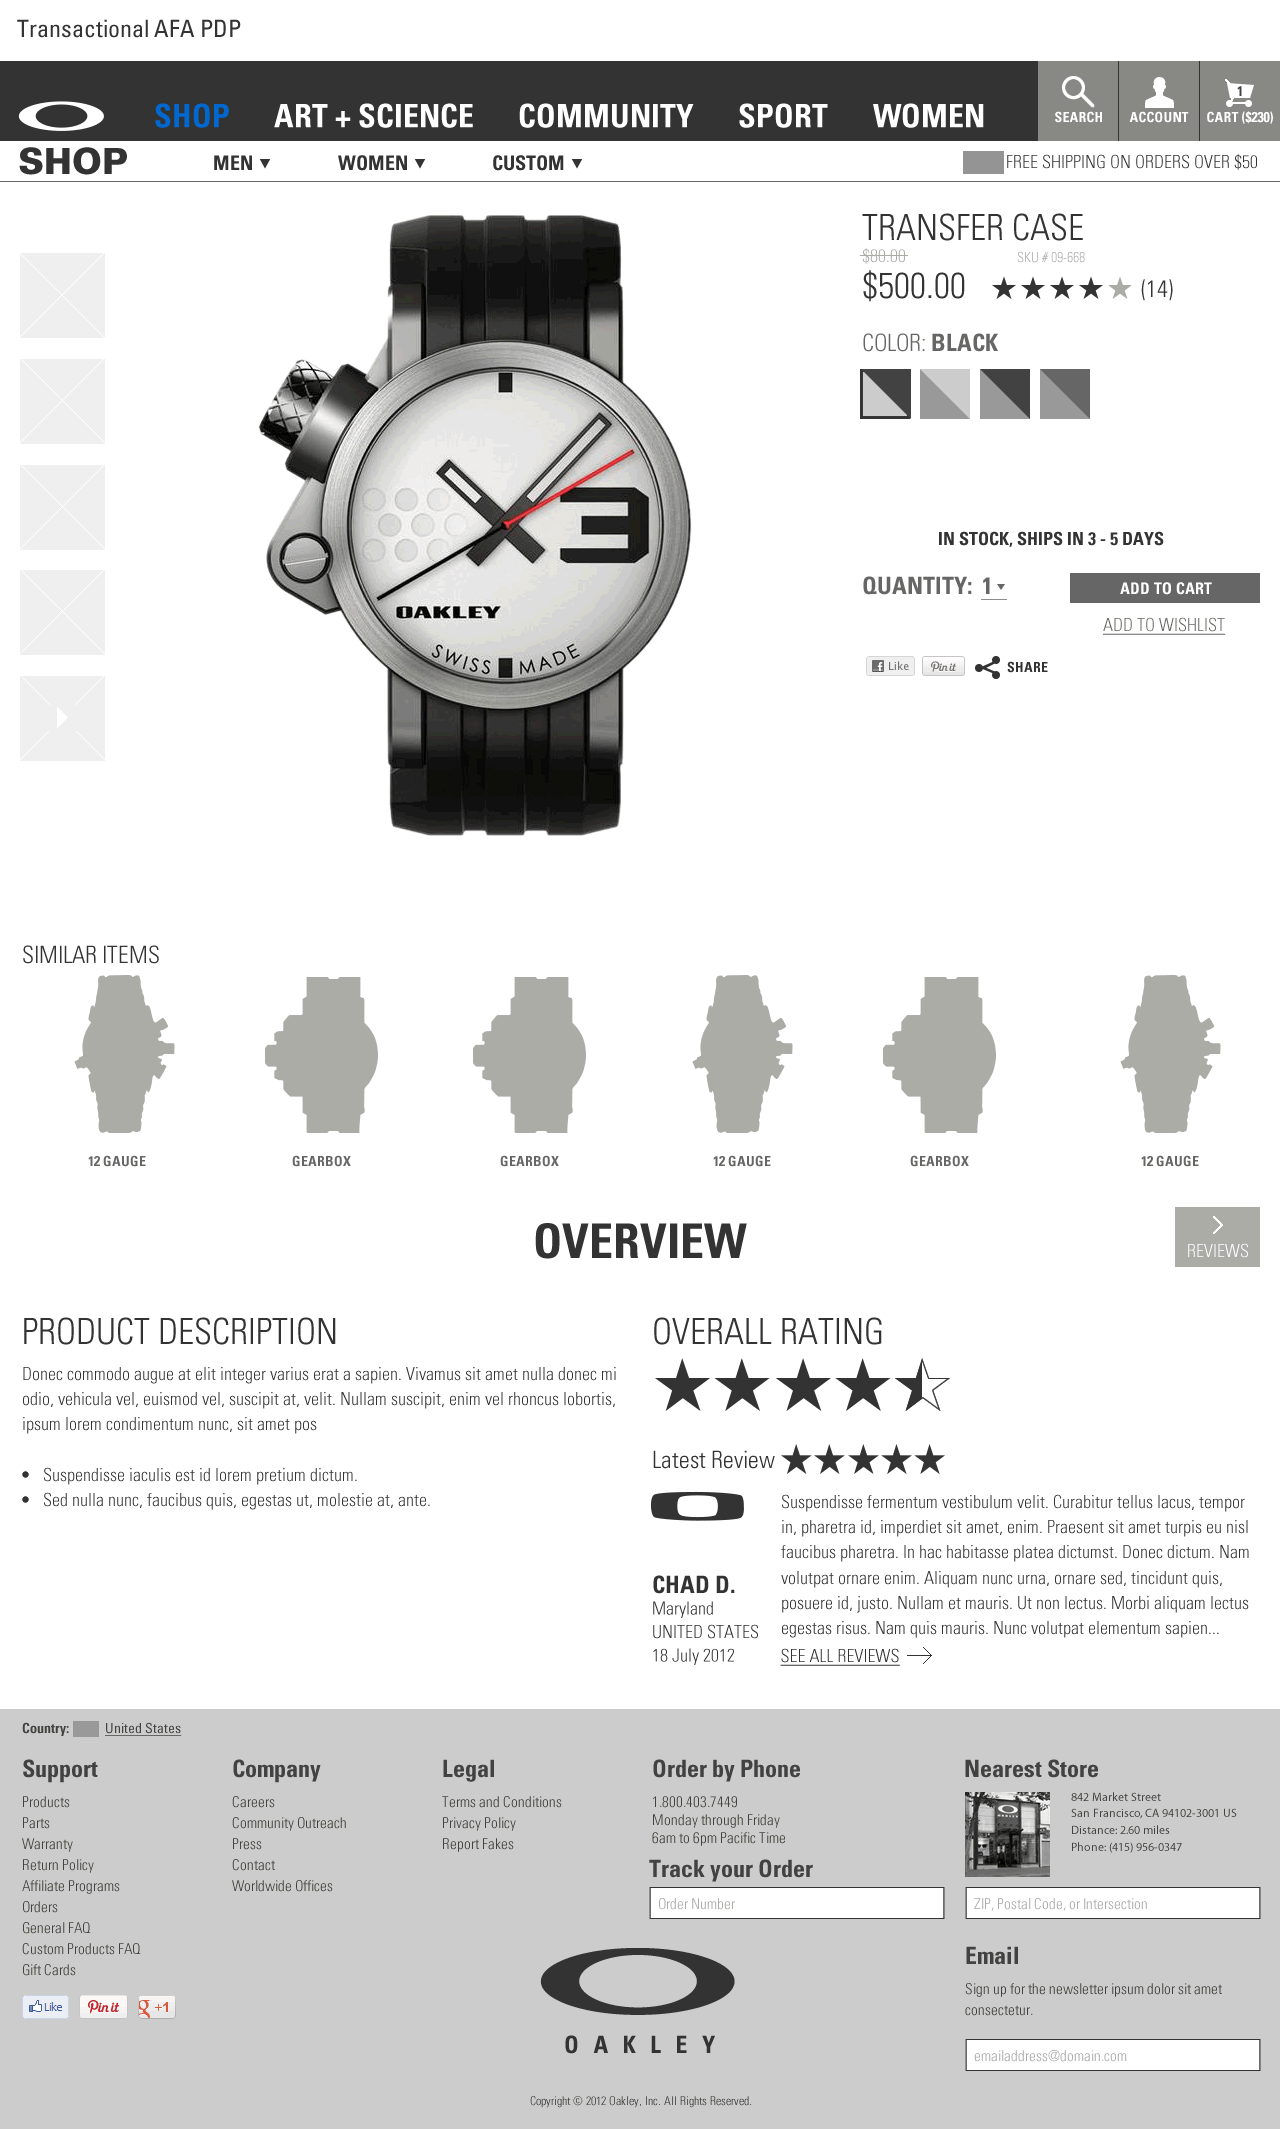 Transactional AFA PDP
SHOP ART + SCIENCE COMMUNITY SPORT WOMEN
SEARCH ACCOUNT 1 CART ($230)
SHOP MEN WOMEN CUSTOM FREE SHIPPING ON ORDERS OVER $50
TRANSFER CASE
$80.00 SKU # 09-668
$500.00 (14)
COLOR: BLACK
3
OAKLEY
SWISS MADE
IN STOCK, SHIPS IN 3 - 5 DAYS
QUANTITY: 1 ADD TO CART
ADD TO WISHLIST
Like Pin it SHARE
SIMILAR ITEMS
12 GAUGE GEARBOX GEARBOX 12 GAUGE GEARBOX 12 GAUGE
OVERVIEW
REVIEWS
PRODUCT DESCRIPTION
Donec commodo augue at elit integer varius erat a sapien. Vivamus sit amet nulla donec mi
odio, vehicula vel, euismod vel, suscipit at, velit. Nullam suscipit, enim vel rhoncus lobortis,
ipsum lorem condimentum nunc, sit amet pos
• Suspendisse iaculis est id lorem pretium dictum.
• Sed nulla nunc, faucibus quis, egestas ut, molestie at, ante.
OVERALL RATING
Latest Review
CHAD D.
Maryland
UNITED STATES
18 July 2012
Suspendisse fermentum vestibulum velit. Curabitur tellus lacus, tempor
in, pharetra id, imperdiet sit amet, enim. Praesent sit amet turpis eu nisl
faucibus pharetra. In hac habitasse platea dictumst. Donec dictum. Nam
volutpat ornare enim. Aliquam nunc urna, ornare sed, tincidunt quis,
posuere id, justo. Nullam et mauris. Ut non lectus. Morbi aliquam lectus
egestas risus. Nam quis mauris. Nunc volutpat elementum sapien...
SEE ALL REVIEWS
Country: United States
Support
Products
Parts
Warranty
Return Policy
Affiliate Programs
Orders
General FAQ
Custom Products FAQ
Gift Cards
Like Pin it g +1
Company
Careers
Community Outreach
Press
Contact
Worldwide Offices
Legal
Terms and Conditions
Privacy Policy
Report Fakes
Order by Phone
1.800.403.7449
Monday through Friday
6am to 6pm Pacific Time
Track your Order
Order Number
Nearest Store
842 Market Street
San Francisco, CA 94102-3001 US
Distance: 2.60 miles
Phone: (415) 956-0347
ZIP, Postal Code, or Intersection
Email
Sign up for the newsletter ipsum dolor sit amet
consectetur.
emailaddress@domain.com
OAKLEY
Copyright © 2012 Oakley, Inc. All Rights Reserved.